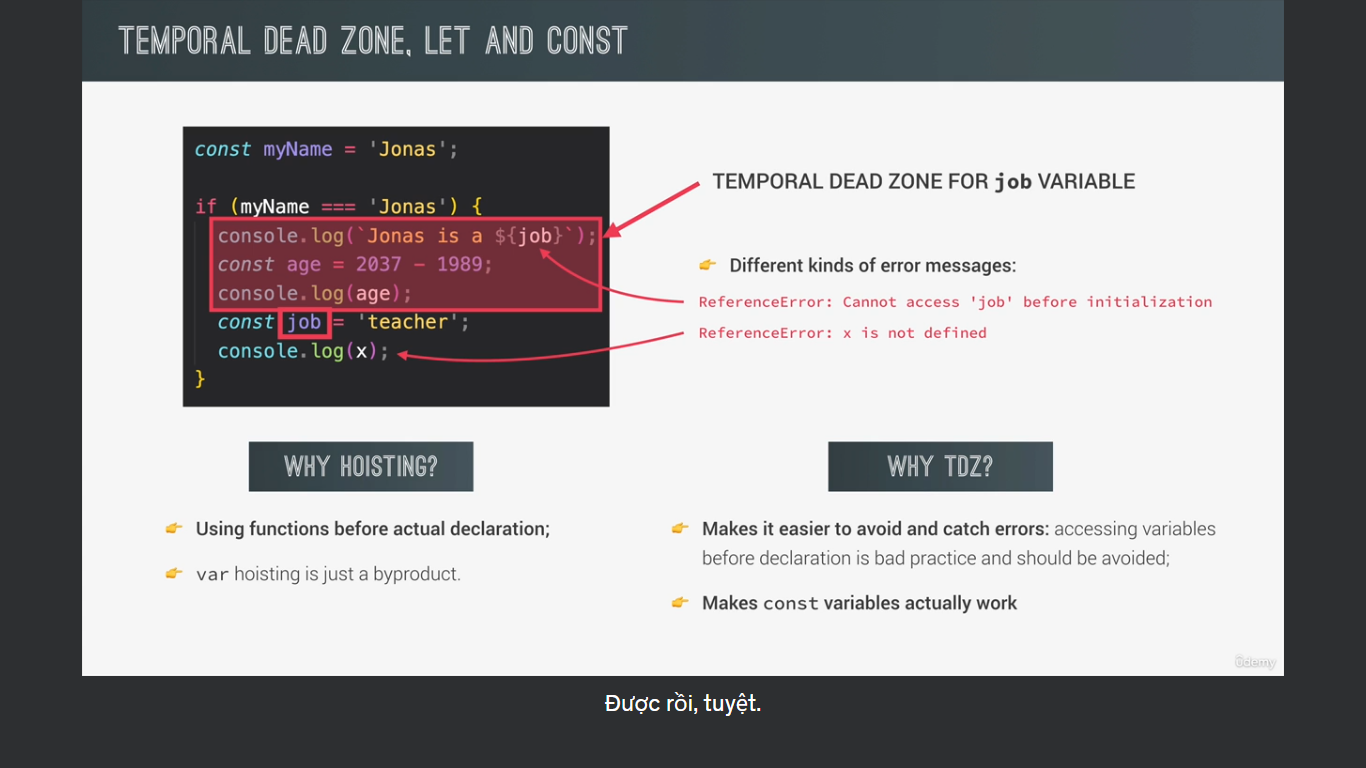 TEMPORAL DEAD ZONE, LET AND CONST
const myName = 'Jonas';
if (myName === 'Jonas') {
console.log(`Jonas is a ${job}`);
const age = 2037 - 1989;
console.log(age);
const job = 'teacher';
console.log(x);
}
TEMPORAL DEAD ZONE FOR job VARIABLE
👉 Different kinds of error messages:
ReferenceError: Cannot access 'job' before initialization
ReferenceError: x is not defined
WHY HOISTING?
👉 Using functions before actual declaration;
👉 var hoisting is just a byproduct.
WHY TDZ?
👉 Makes it easier to avoid and catch errors: accessing variables
before declaration is bad practice and should be avoided;
👉 Makes const variables actually work
Udemy
Được rồi, tuyệt.